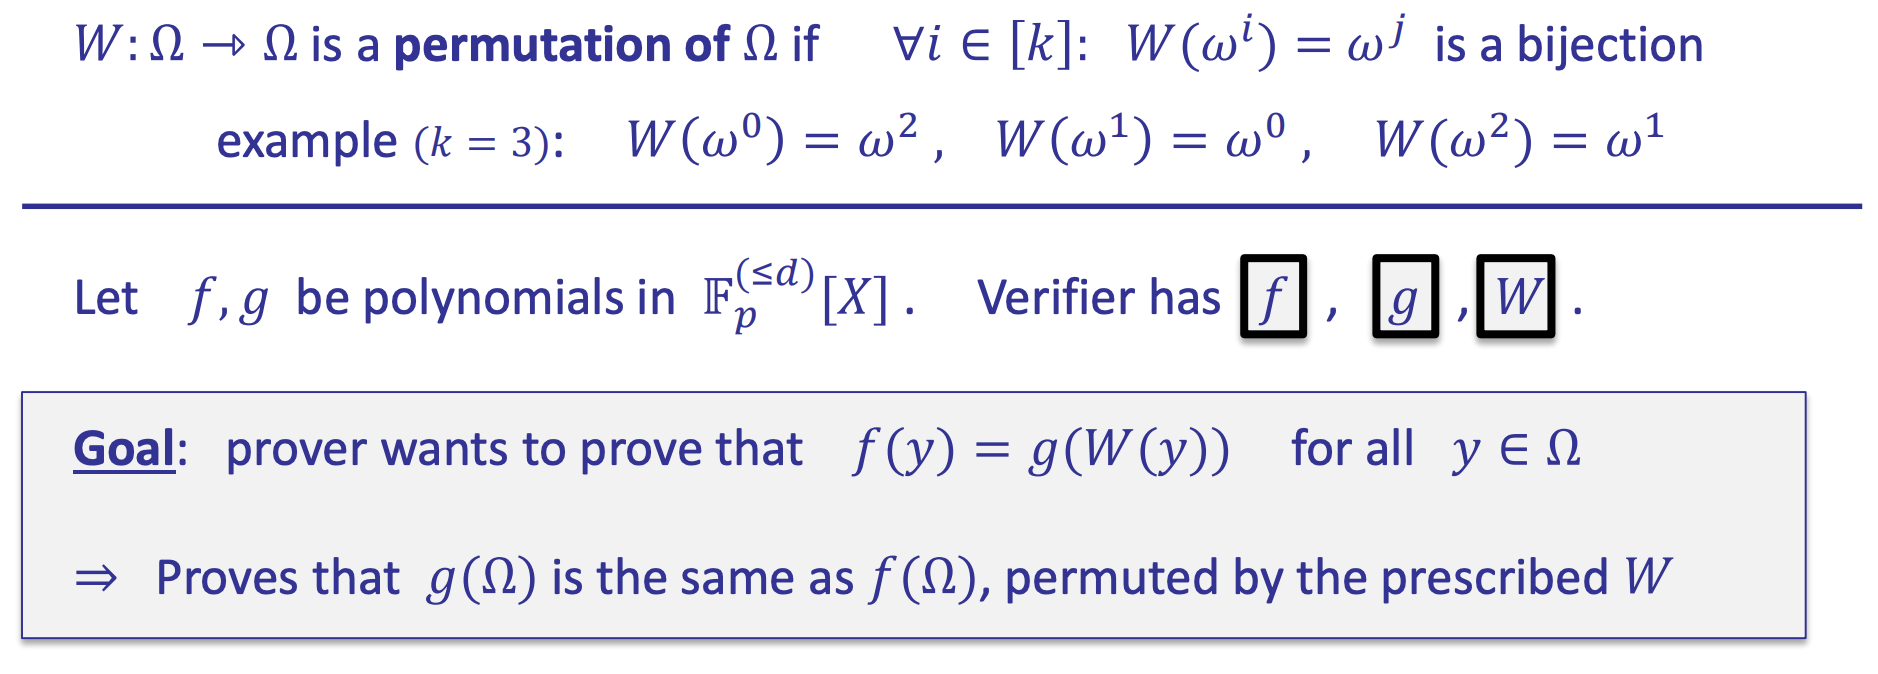 W: Ω → Ω is a permutation of Ω if ∀i ∈ [k]: W(ω^i) = ω^j is a bijection
example (k = 3): W(ω^0) = ω^2 , W(ω^1) = ω^0 , W(ω^2) = ω^1
Let f, g be polynomials in 𝔽_p^(≤d)[X] . Verifier has f , g , W .
Goal: prover wants to prove that f(y) = g(W(y)) for all y ∈ Ω
⇒ Proves that g(Ω) is the same as f(Ω), permuted by the prescribed W